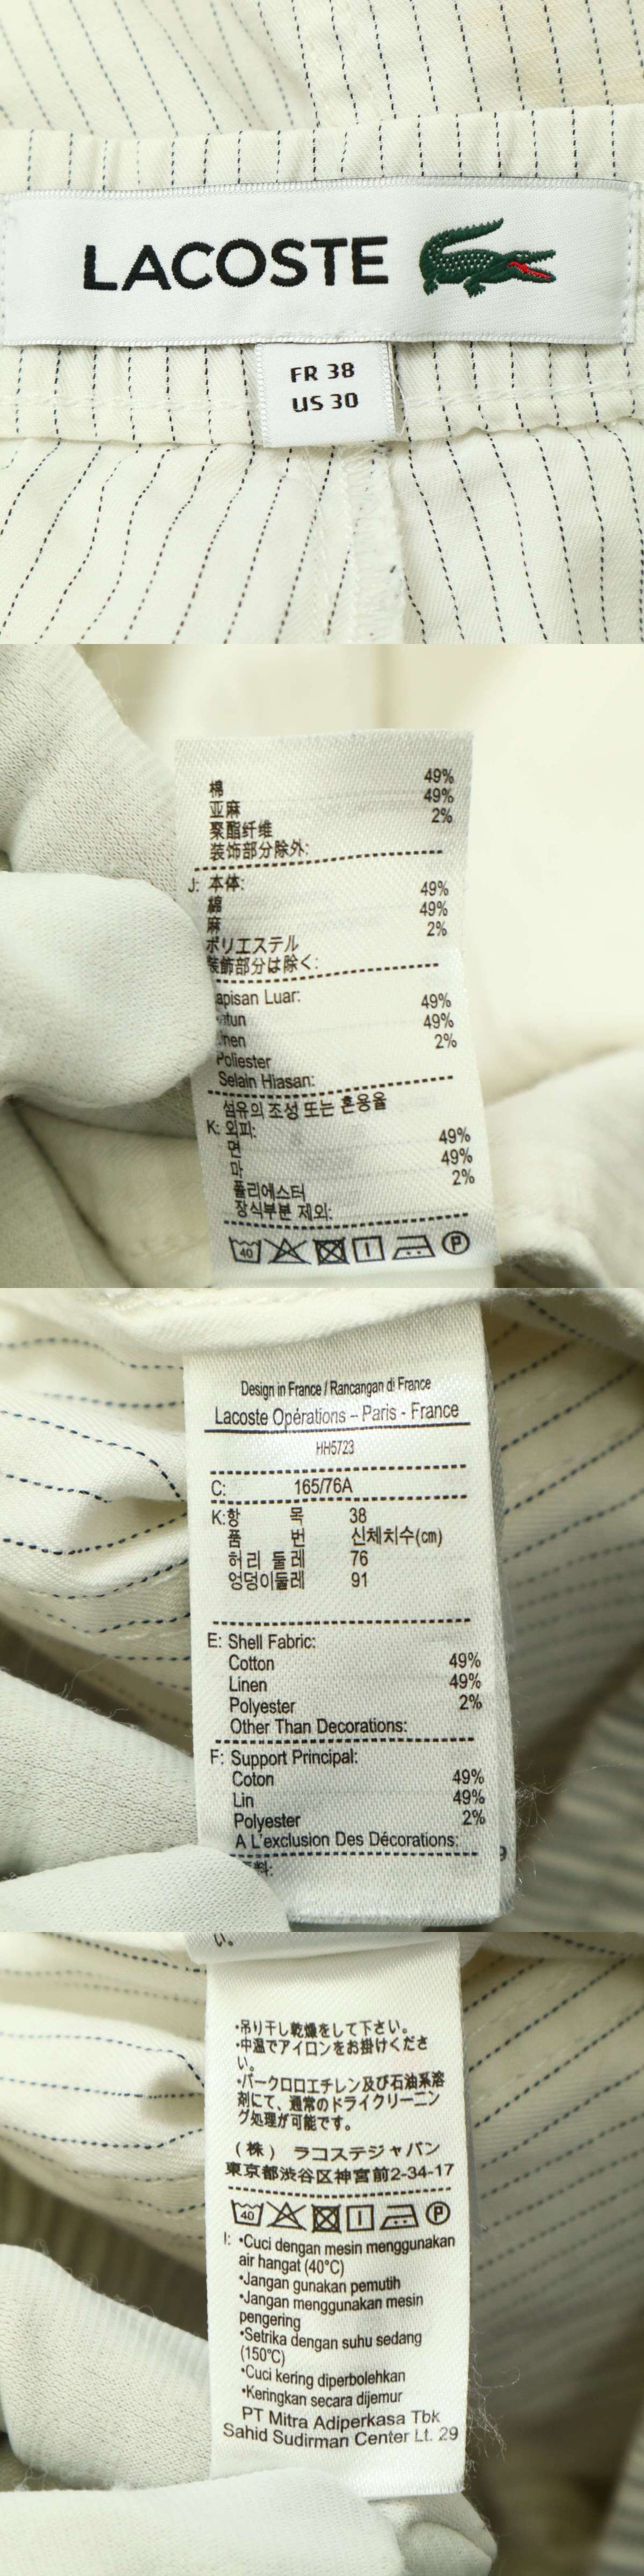 LACOSTE
FR 38
US 30
棉 49%
亚麻 49%
聚酯纤维 2%
装饰部分除外:
J: 本体:
綿 49%
麻 49%
ポリエステル 2%
装飾部分は除く:
apisan Luar:
tun 49%
nen 49%
Poliester 2%
Selain Hiasan:
섬유의 조성 또는 혼용율
K: 외피:
면 49%
마 49%
폴리에스터 2%
장식부분 제외:
40 P
Design in France / Rancangan di France
Lacoste Opérations – Paris - France
HH5723
C: 165/76A
K:항 목 38
품 번 신체치수(cm)
허리 둘레 76
엉덩이둘레 91
E: Shell Fabric:
Cotton 49%
Linen 49%
Polyester 2%
Other Than Decorations:
F: Support Principal:
Coton 49%
Lin 49%
Polyester 2%
A L'exclusion Des Décorations:
料:
9
い。
・吊り干し乾燥をして下さい。
・中温でアイロンをお掛けくださ
い。
・パークロロエチレン及び石油系溶
剤にて、通常のドライクリーニン
グ処理が可能です。
(株) ラコステジャパン
東京都渋谷区神宮前2-34-17
40 P
I: •Cuci dengan mesin menggunakan
air hangat (40°C)
•Jangan gunakan pemutih
•Jangan menggunakan mesin
pengering
•Setrika dengan suhu sedang
(150°C)
•Cuci kering diperbolehkan
•Keringkan secara dijemur
PT Mitra Adiperkasa Tbk
Sahid Sudirman Center Lt. 29